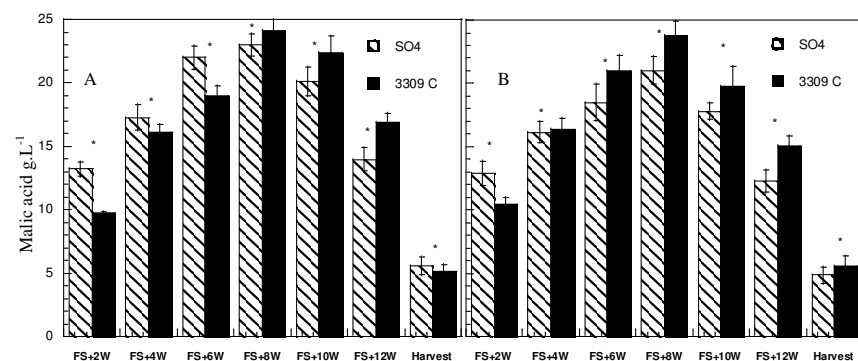 25
20
15
10
5
0
Malic acid g.L-1
A
SO4
3309 C
* * * * * * *
FS+2W FS+4W FS+6W FS+8W FS+10W FS+12W Harvest
B
SO4
3309 C
* * * * * * *
FS+2W FS+4W FS+6W FS+8W FS+10W FS+12W Harvest